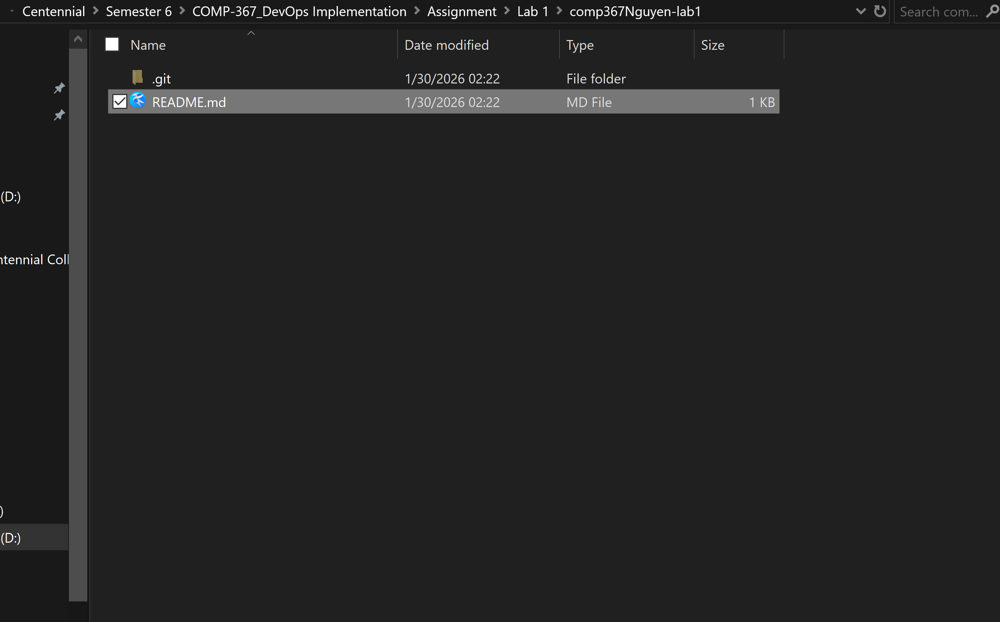 « Centennial > Semester 6 > COMP-367_DevOps Implementation > Assignment > Lab 1 > comp367Nguyen-lab1
Search com...
Name Date modified Type Size
.git 1/30/2026 02:22 File folder
README.md 1/30/2026 02:22 MD File 1 KB
(D:)
ntennial Coll
)
(D:)